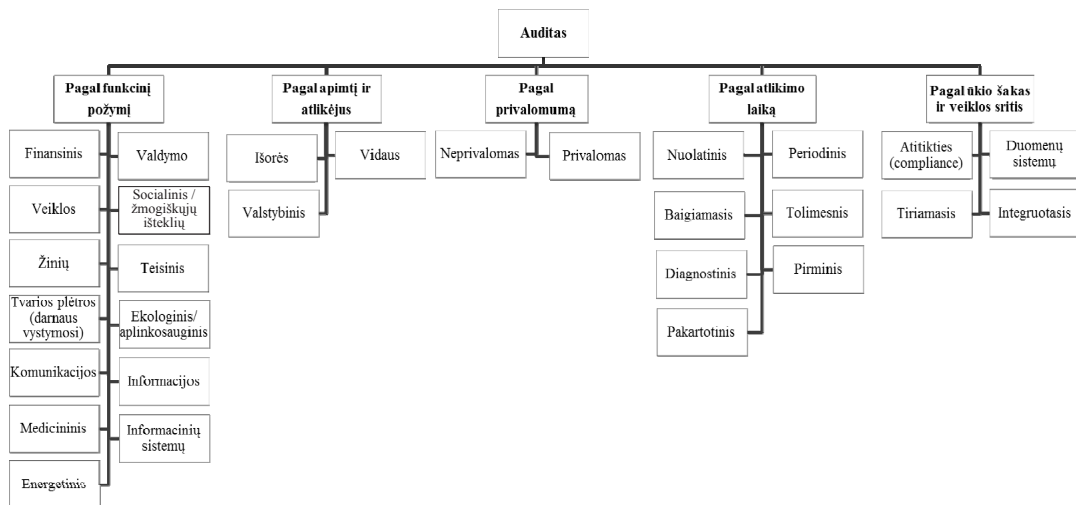 Auditas
Pagal funkcinį
požymį
Pagal apimtį ir
atlikėjus
Pagal
privalomumą
Pagal atlikimo
laiką
Pagal ūkio šakas
ir veiklos sritis
Finansinis
Valdymo
Veiklos
Socialinis /
žmogiškųjų
išteklių
Žinių
Teisinis
Tvarios plėtros
(darnaus
vystymosi)
Ekologinis/
aplinkosauginis
Komunikacijos
Informacijos
Medicininis
Informacinių
sistemų
Energetinis
Išorės
Vidaus
Valstybinis
Neprivalomas
Privalomas
Nuolatinis
Periodinis
Baigiamasis
Tolimesnis
Diagnostinis
Pirminis
Pakartotinis
Atitikties
(compliance)
Duomenų
sistemų
Tiriamasis
Integruotasis